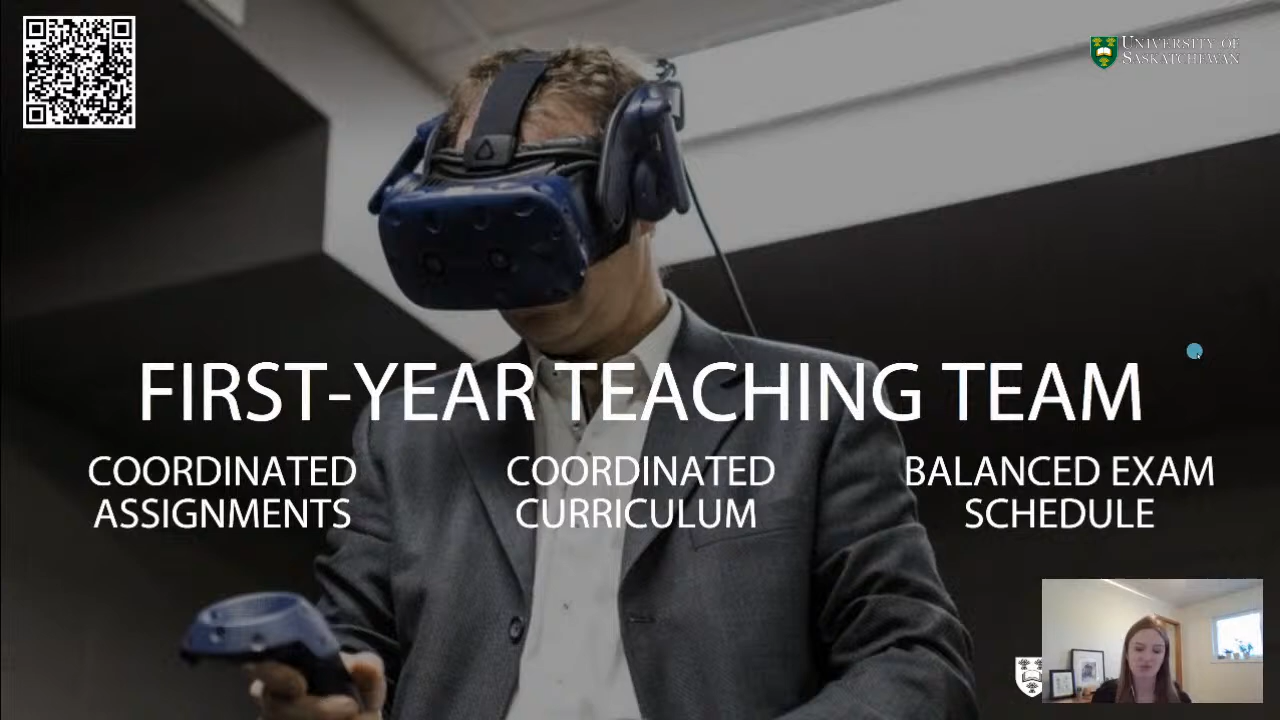 UNIVERSITY OF
SASKATCHEWAN
FIRST-YEAR TEACHING TEAM
COORDINATED
ASSIGNMENTS
COORDINATED
CURRICULUM
BALANCED EXAM
SCHEDULE